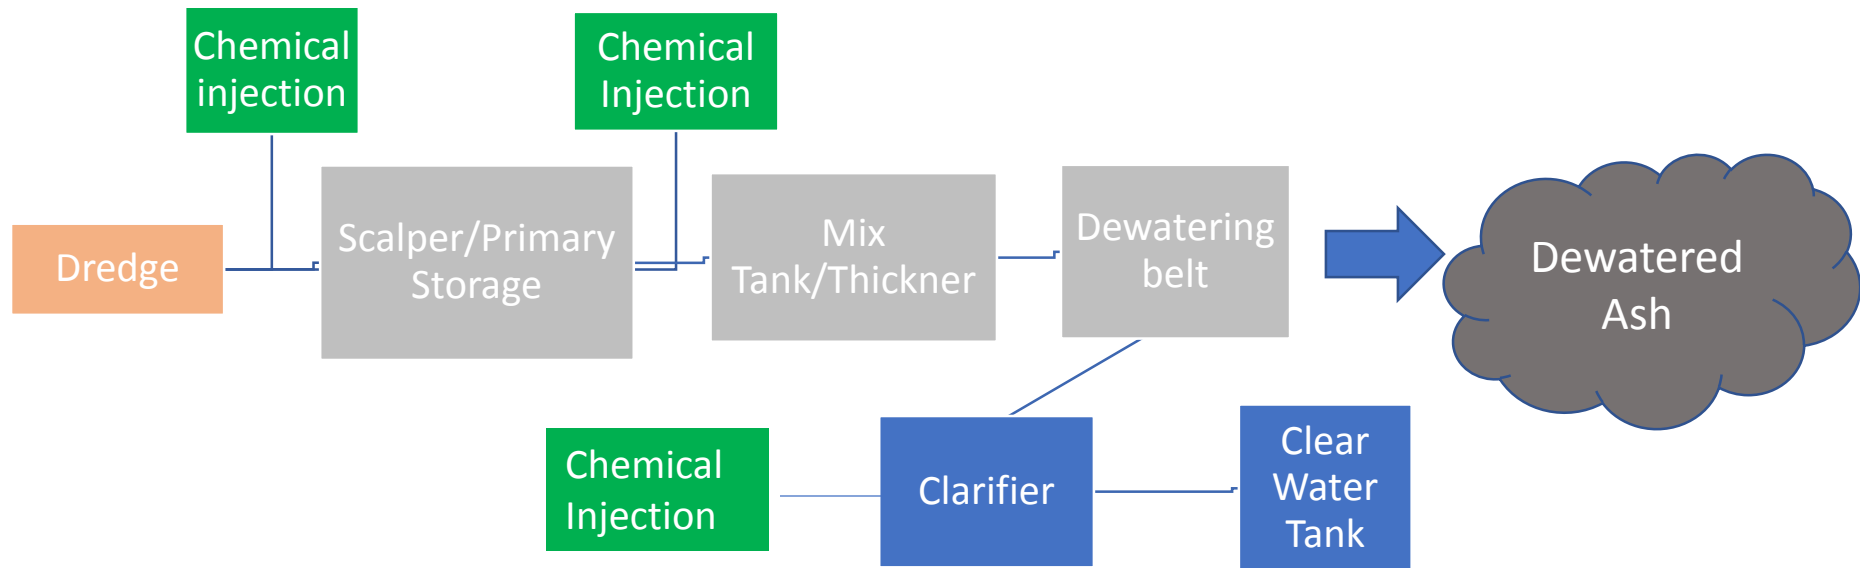 Chemical
injection
Chemical
Injection
Dredge
Scalper/Primary
Storage
Mix
Tank/Thickner
Dewatering
belt
Dewatered
Ash
Chemical
Injection
Clarifier
Clear
Water
Tank